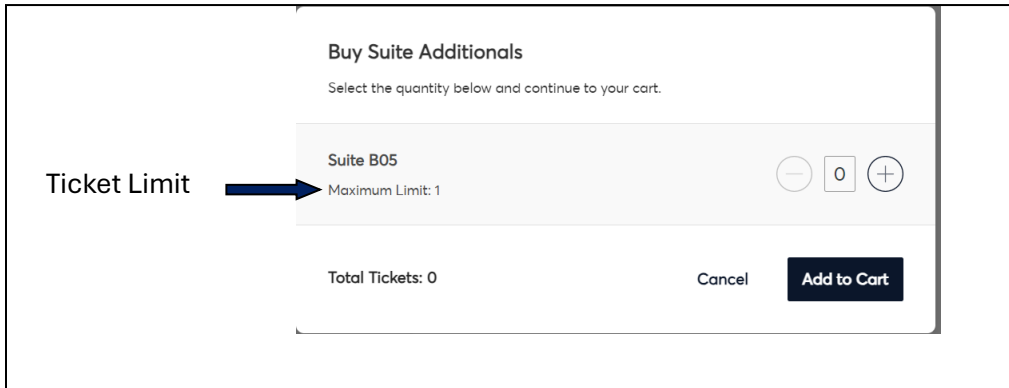 Buy Suite Additionals
Select the quantity below and continue to your cart.
Suite B05
Ticket Limit
Maximum Limit: 1
0
Total Tickets: 0
Cancel
Add to Cart